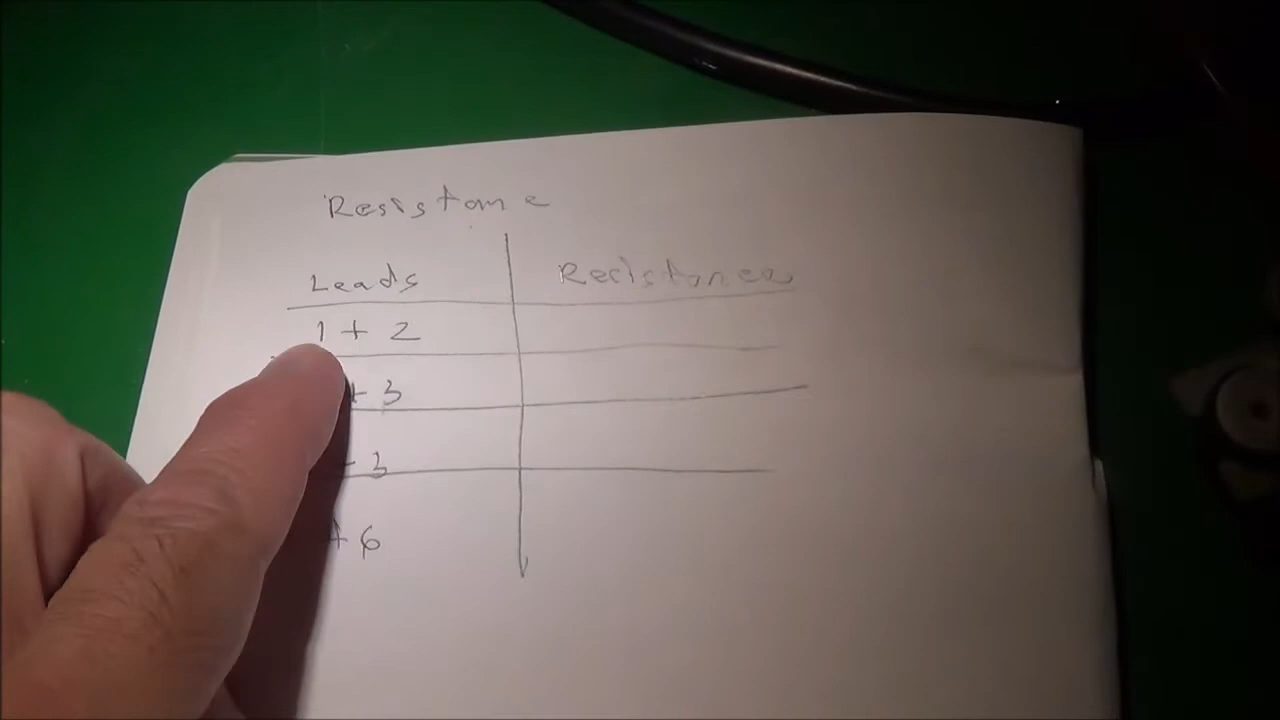 Resistance
Leads Resistance
1 + 2
+ 3
+ 3
+ 6